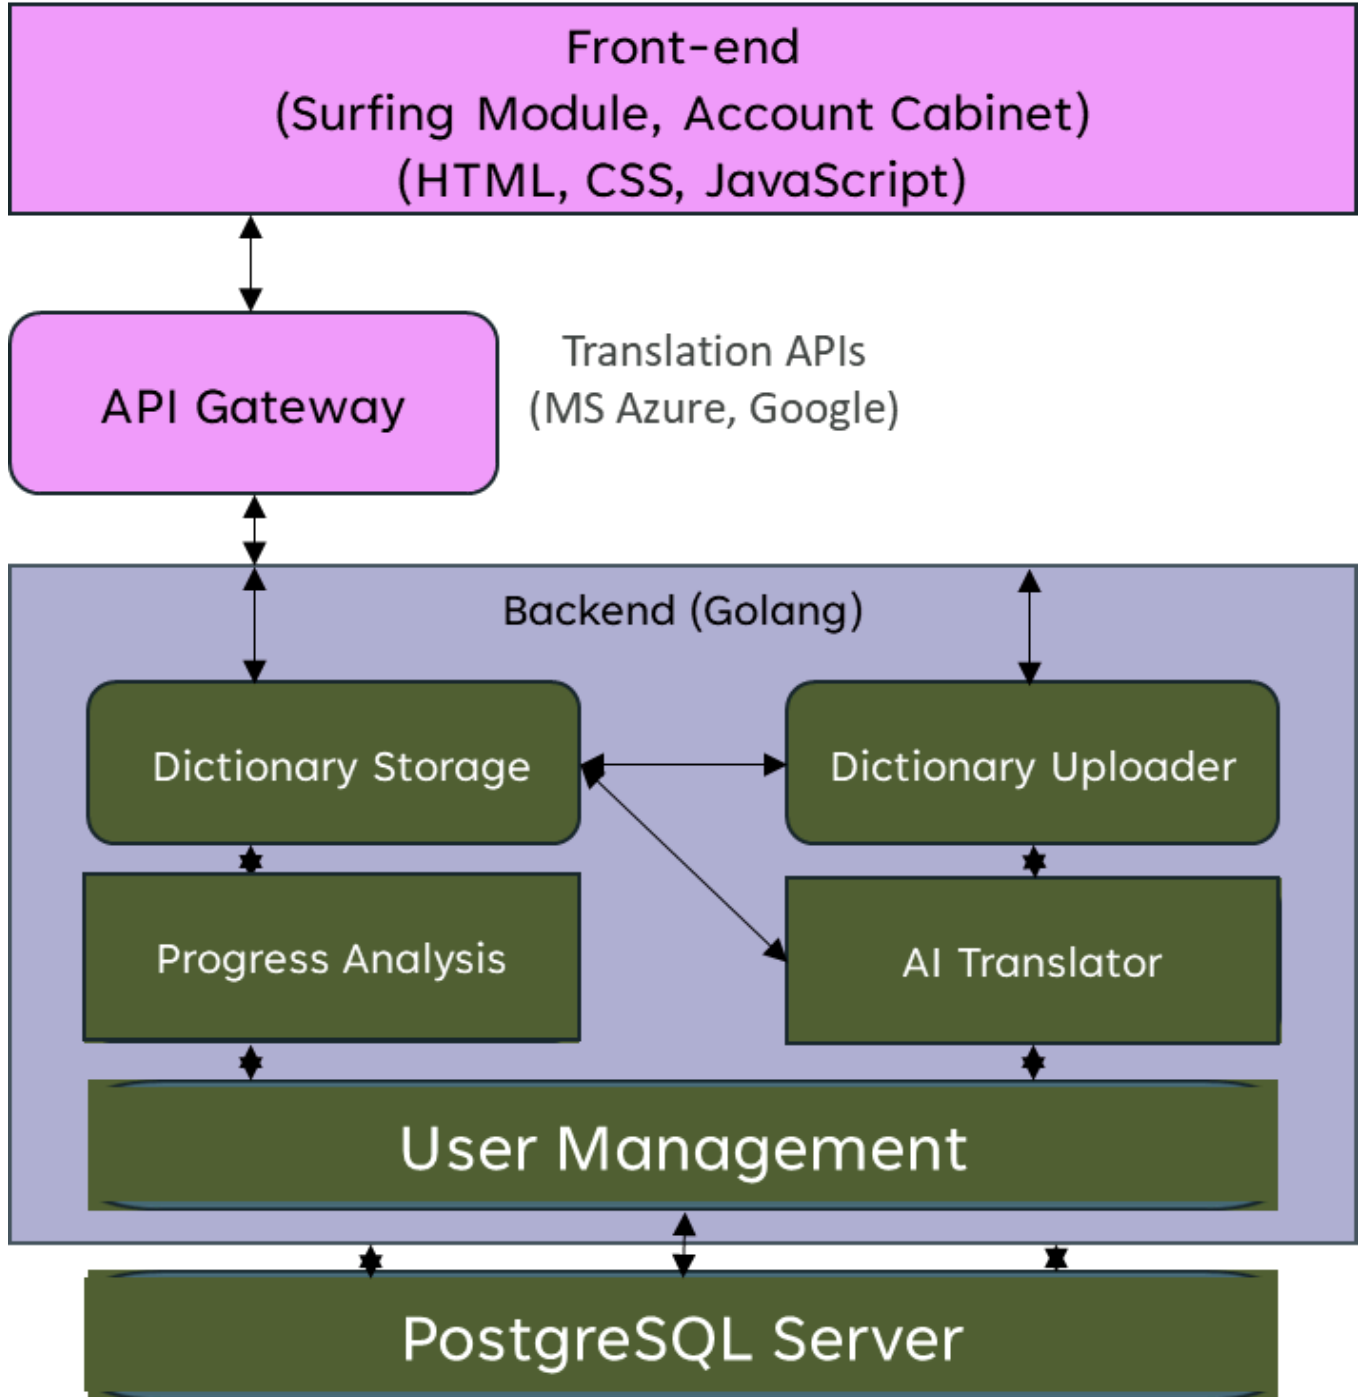 Front-end
(Surfing Module, Account Cabinet)
(HTML, CSS, JavaScript)
API Gateway
Translation APIs
(MS Azure, Google)
Backend (Golang)
Dictionary Storage
Dictionary Uploader
Progress Analysis
AI Translator
User Management
PostgreSQL Server